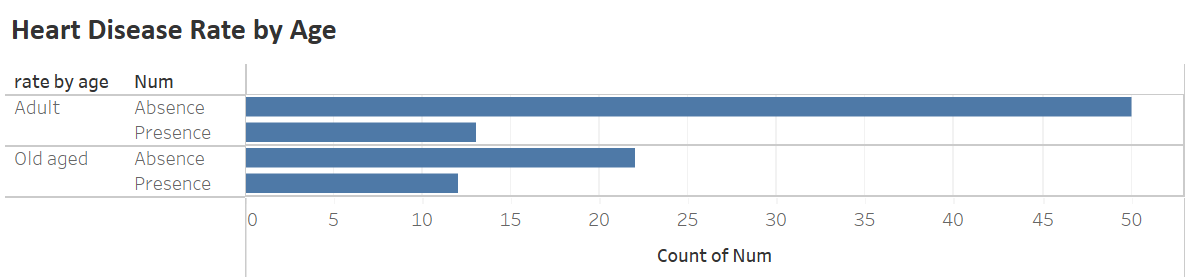 Heart Disease Rate by Age
rate by age Num
Adult Absence
Presence
Old aged Absence
Presence
0 5 10 15 20 25 30 35 40 45 50
Count of Num